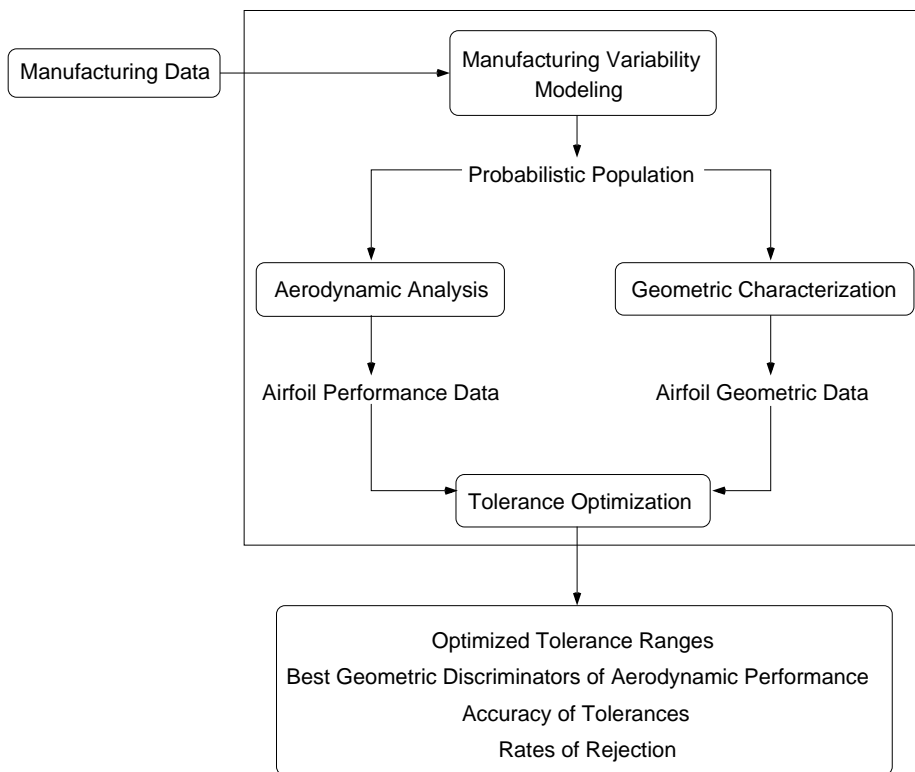 Manufacturing Data
Manufacturing Variability
Modeling
Probabilistic Population
Aerodynamic Analysis
Geometric Characterization
Airfoil Performance Data
Airfoil Geometric Data
Tolerance Optimization
Optimized Tolerance Ranges
Best Geometric Discriminators of Aerodynamic Performance
Accuracy of Tolerances
Rates of Rejection